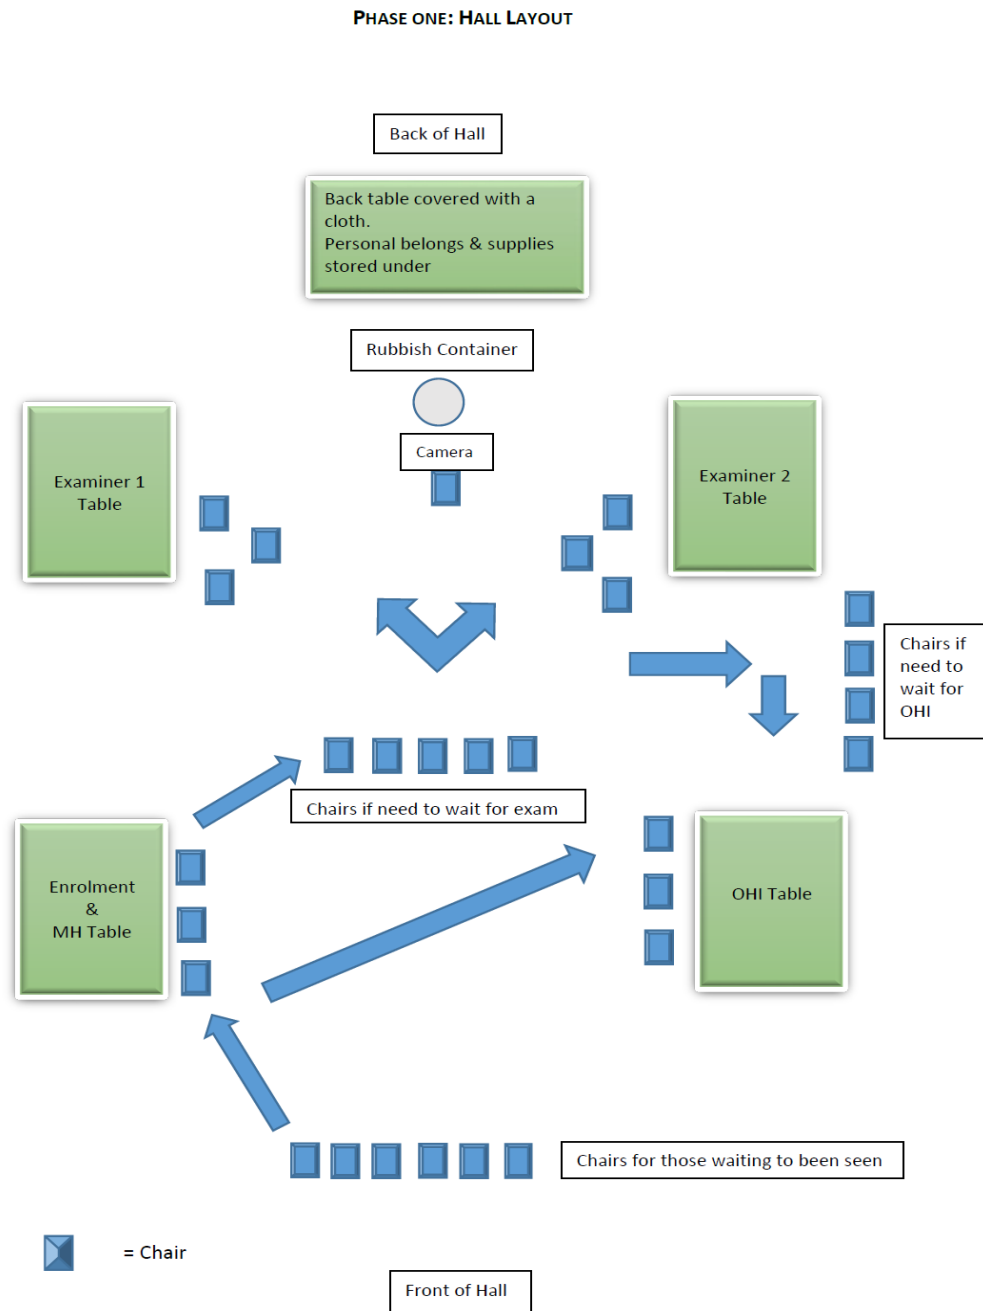 PHASE ONE: HALL LAYOUT
Back of Hall
Back table covered with a
cloth.
Personal belongs & supplies
stored under
Rubbish Container
Camera
Examiner 1
Table
Examiner 2
Table
Chairs if
need to
wait for
OHI
Chairs if need to wait for exam
Enrolment
&
MH Table
OHI Table
Chairs for those waiting to been seen
= Chair
Front of Hall